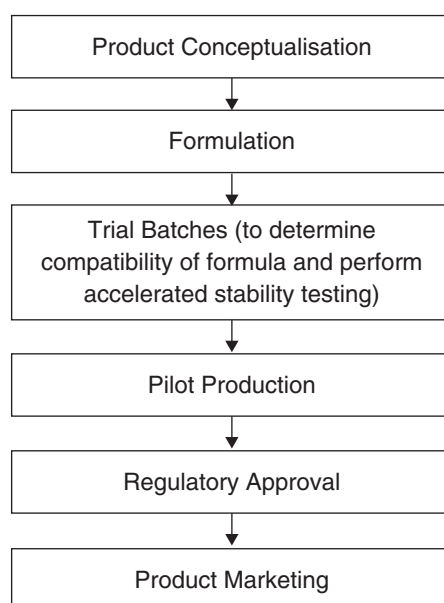 Product Conceptualisation
Formulation
Trial Batches (to determine
compatibility of formula and perform
accelerated stability testing)
Pilot Production
Regulatory Approval
Product Marketing